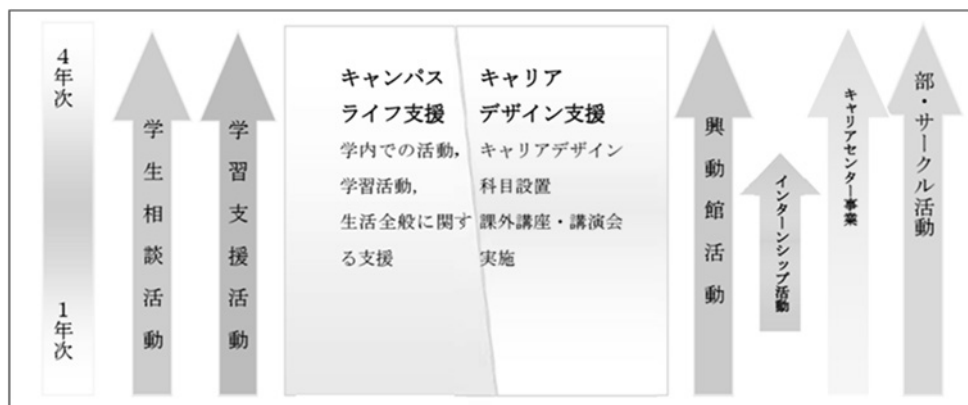 4年次
1年次
学生相談活動
学習支援活動
キャンパス
ライフ支援
学内での活動,
学習活動,
生活全般に関す
る支援
キャリア
デザイン支援
キャリアデザイン
科目設置
課外講座・講演会
実施
興動館活動
インターンシップ活動
キャリアセンター事業
部・サークル活動